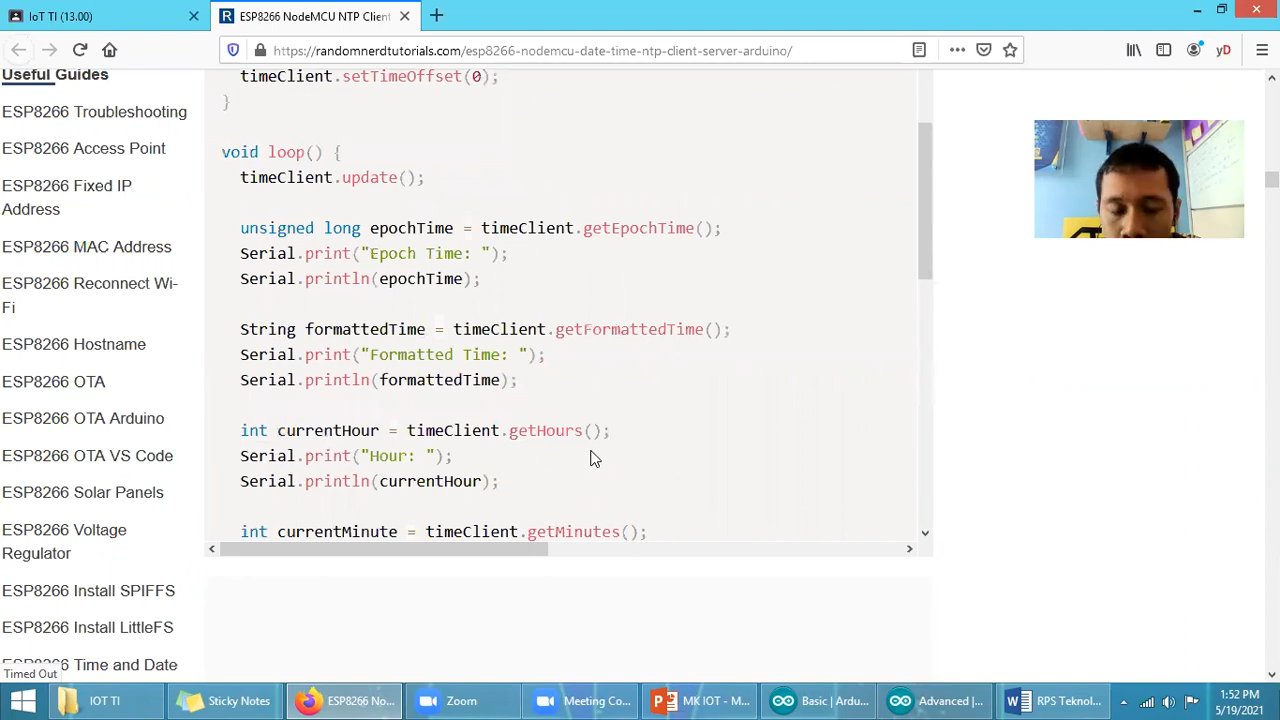 IoT TI (13.00)
ESP8266 NodeMCU NTP Client
https://randomnerdtutorials.com/esp8266-nodemcu-date-time-ntp-client-server-arduino/
yD
Useful Guides
ESP8266 Troubleshooting
ESP8266 Access Point
ESP8266 Fixed IP
Address
ESP8266 MAC Address
ESP8266 Reconnect Wi-
Fi
ESP8266 Hostname
ESP8266 OTA
ESP8266 OTA Arduino
ESP8266 OTA VS Code
ESP8266 Solar Panels
ESP8266 Voltage
Regulator
ESP8266 Install SPIFFS
ESP8266 Install LittleFS
ESP8266 Time and Date
Timed Out
timeClient.setTimeOffset(0);
}
void loop() {
timeClient.update();
unsigned long epochTime = timeClient.getEpochTime();
Serial.print("Epoch Time: ");
Serial.println(epochTime);
String formattedTime = timeClient.getFormattedTime();
Serial.print("Formatted Time: ");
Serial.println(formattedTime);
int currentHour = timeClient.getHours();
Serial.print("Hour: ");
Serial.println(currentHour);
int currentMinute = timeClient.getMinutes();
IOT TI
Sticky Notes
ESP8266 No...
Zoom
Meeting Co...
MK IOT - M...
Basic | Ardu...
Advanced | ...
RPS Teknol...
1:52 PM
5/19/2021